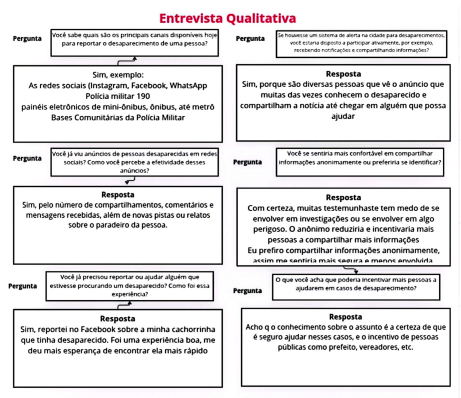 Entrevista Qualitativa
Pergunta
Você sabe quais são os principais canais disponíveis hoje
para reportar o desaparecimento de uma pessoa?
Sim, exemplo:
As redes sociais (Instagram, Facebook, WhatsApp
Polícia militar 190
painéis eletrônicos de mini-ônibus, ônibus, até metrô
Bases Comunitárias da Polícia Militar
Pergunta
Você já viu anúncios de pessoas desaparecidas em redes
sociais? Como você percebe a efetividade desses
anúncios?
Resposta
Sim, pelo número de compartilhamentos, comentários e
mensagens recebidas, além de novas pistas ou relatos
sobre o paradeiro da pessoa.
Pergunta
Você já precisou reportar ou ajudar alguém que
estivesse procurando um desaparecido? Como foi essa
experiência?
Resposta
Sim, reportei no Facebook sobre a minha cachorrinha
que tinha desaparecido. Foi uma experiência boa, me
deu mais esperança de encontrar ela mais rápido
Pergunta
Se houvesse um sistema de alerta na cidade para desaparecimentos,
você estaria disposto a participar ativamente, por exemplo,
recebendo notificações e compartilhando informações?
Resposta
Sim, porque são diversas pessoas que vê o anúncio que
muitas das vezes conhecem o desaparecido e
compartilham a notícia até chegar em alguém que possa
ajudar
Pergunta
Você se sentiria mais confortável em compartilhar
informações anonimamente ou preferiria se identificar?
Resposta
Com certeza, muitas testemunhaste tem medo de se
envolver em investigações ou se envolver em algo
perigoso. O anônimo reduziria e incentivaria mais
pessoas a compartilhar mais informações
Eu prefiro compartilhar informações anonimamente,
assim me sentiria mais segura e menos envolvida
Pergunta
O que você acha que poderia incentivar mais pessoas a
ajudarem em casos de desaparecimento?
Resposta
Acho q o conhecimento sobre o assunto é a certeza de que
é seguro ajudar nesses casos, e o incentivo de pessoas
públicas como prefeito, vereadores, etc.